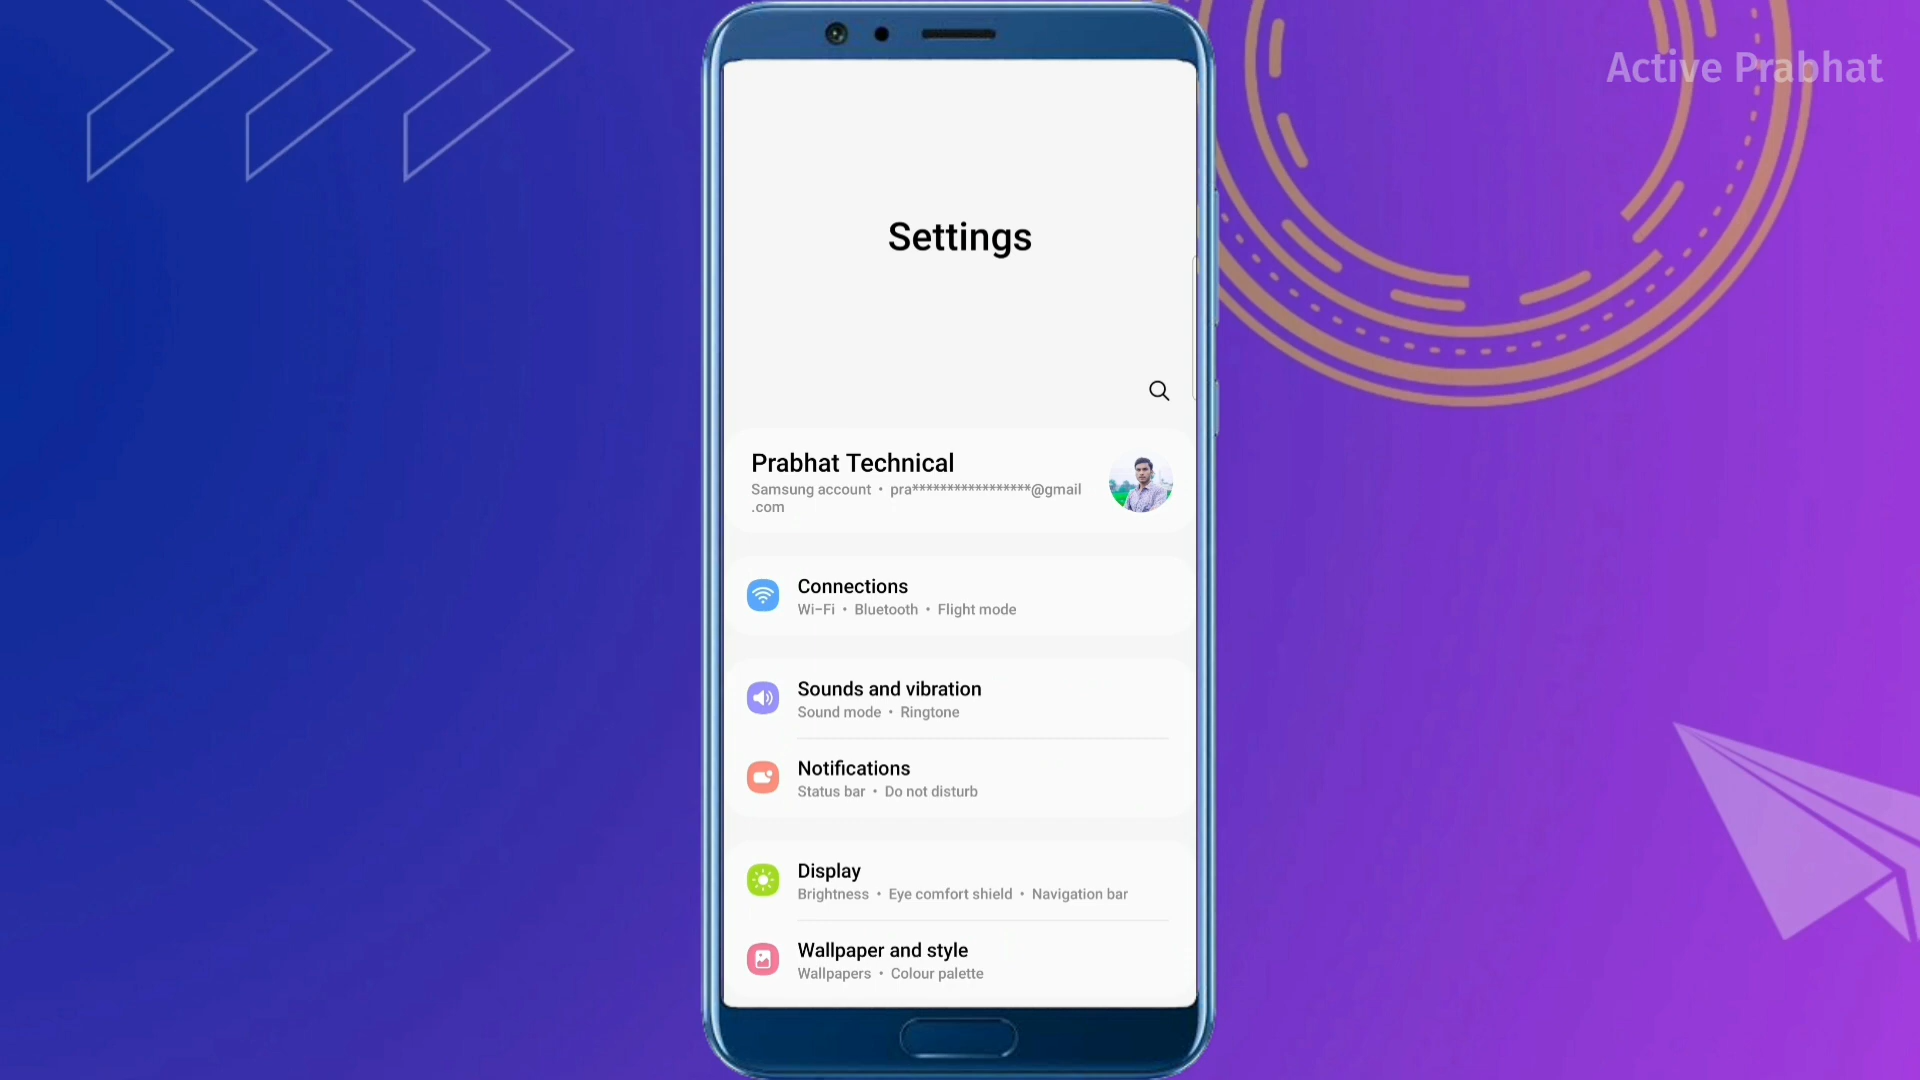 Active Prabhat
Settings
Prabhat Technical
Samsung account • pra*****************@gmail
.com
Connections
Wi-Fi • Bluetooth • Flight mode
Sounds and vibration
Sound mode • Ringtone
Notifications
Status bar • Do not disturb
Display
Brightness • Eye comfort shield • Navigation bar
Wallpaper and style
Wallpapers • Colour palette